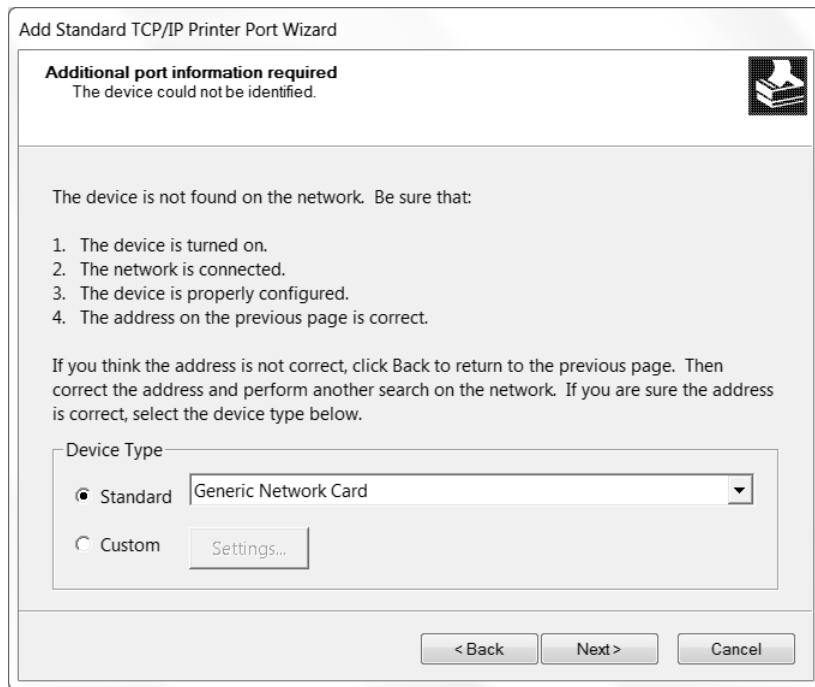 Add Standard TCP/IP Printer Port Wizard
Additional port information required
The device could not be identified.
The device is not found on the network. Be sure that:
1. The device is turned on.
2. The network is connected.
3. The device is properly configured.
4. The address on the previous page is correct.
If you think the address is not correct, click Back to return to the previous page. Then
correct the address and perform another search on the network. If you are sure the address
is correct, select the device type below.
Device Type
Standard Generic Network Card
Custom Settings...
< Back Next > Cancel